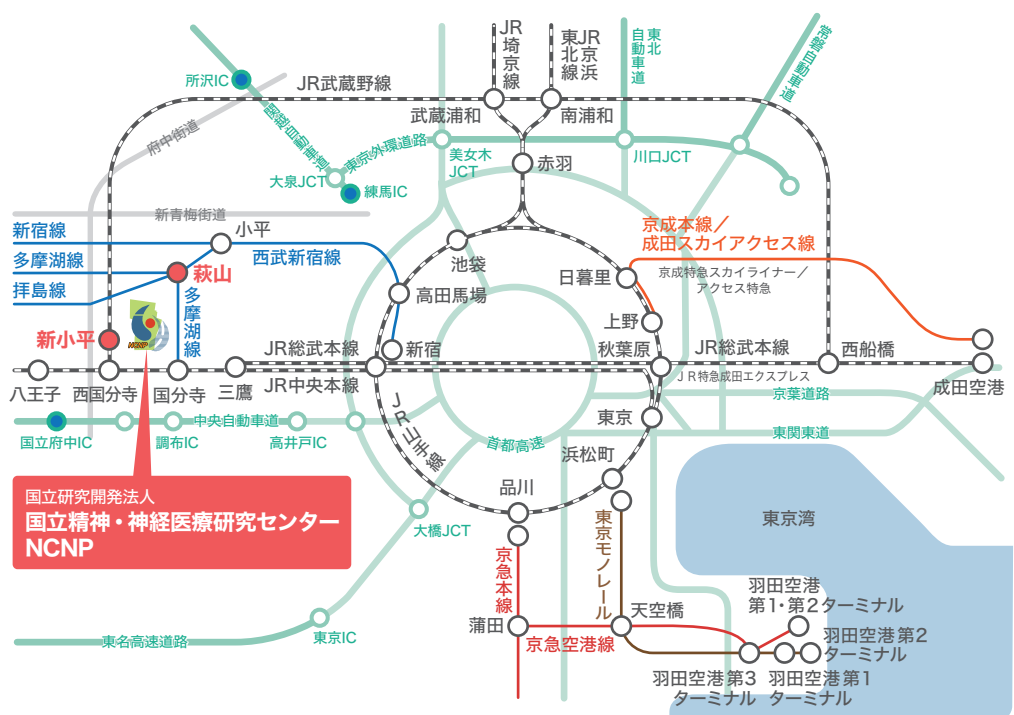 JR埼京線
JR京浜東北線
東北自動車道
常磐自動車道
所沢IC
JR武蔵野線
関越自動車道
府中街道
武蔵浦和
南浦和
東京外環道路
美女木
JCT
川口JCT
赤羽
大泉JCT
練馬IC
新青梅街道
新宿線
小平
西武新宿線
多摩湖線
萩山
拝島線
多摩湖線
池袋
京成本線／
成田スカイアクセス線
京成特急スカイライナー／
アクセス特急
日暮里
高田馬場
上野
新小平
NCNP
新宿
秋葉原
JR総武本線
JR総武本線
西船橋
JR中央本線
JR特急成田エクスプレス
八王子
西国分寺
国分寺
三鷹
成田空港
京葉道路
JR山手線
東京
中央自動車道
国立府中IC
調布IC
高井戸IC
首都高速
東関東道
浜松町
国立研究開発法人
国立精神・神経医療研究センター
NCNP
品川
大橋JCT
東京湾
京急本線
東京モノレール
羽田空港
第1・第2ターミナル
蒲田
天空橋
東京IC
東名高速道路
京急空港線
羽田空港第2
ターミナル
羽田空港第3
ターミナル
羽田空港第1
ターミナル